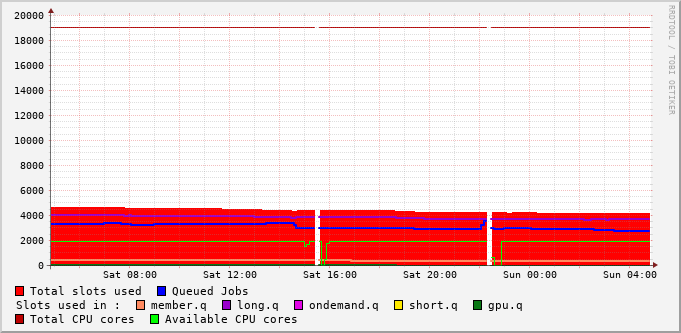 20000
18000
16000
14000
12000
10000
8000
6000
4000
2000
0
Sat 08:00 Sat 12:00 Sat 16:00 Sat 20:00 Sun 00:00 Sun 04:00
RRDTOOL / TOBI OETIKER
Total slots used Queued Jobs
Slots used in : member.q long.q ondemand.q short.q gpu.q
Total CPU cores Available CPU cores